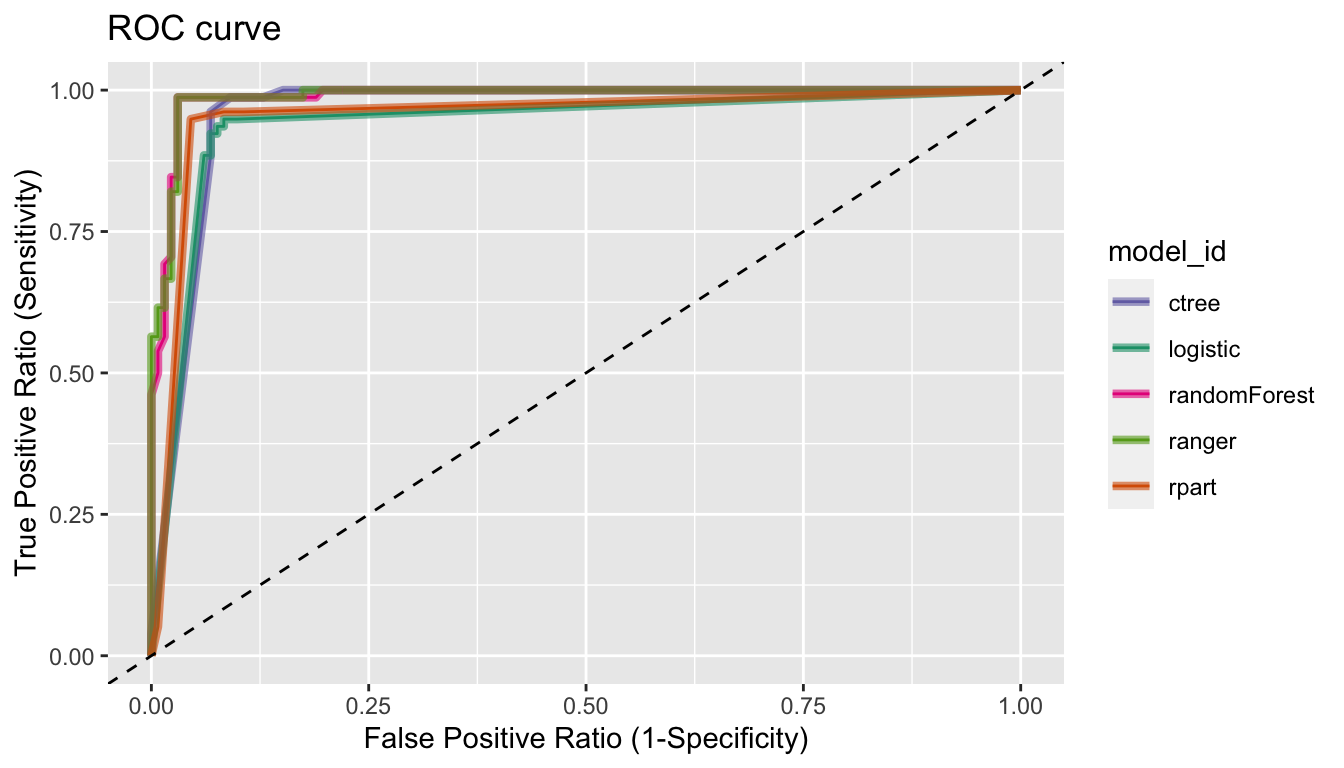 ROC curve
True Positive Ratio (Sensitivity)
1.00
0.75
0.50
0.25
0.00
0.00 0.25 0.50 0.75 1.00
False Positive Ratio (1-Specificity)
model_id
ctree
logistic
randomForest
ranger
rpart